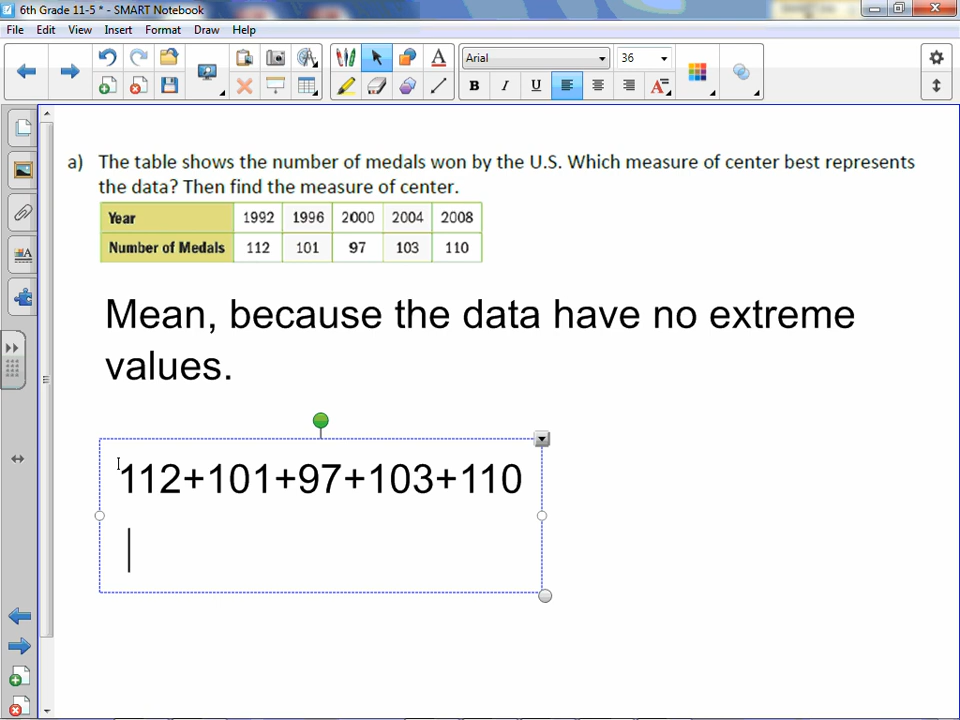 6th Grade 11-5 * - SMART Notebook
File Edit View Insert Format Draw Help
Arial 36
B I U A
a) The table shows the number of medals won by the U.S. Which measure of center best represents
the data? Then find the measure of center.
Year 1992 1996 2000 2004 2008
Number of Medals 112 101 97 103 110
Mean, because the data have no extreme
values.
112+101+97+103+110